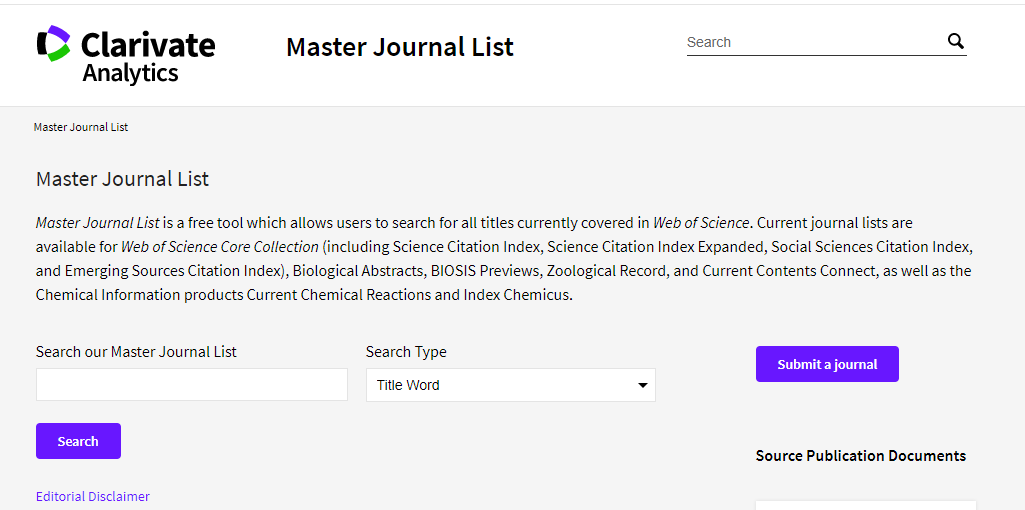 Clarivate
Analytics
Master Journal List
Search
Master Journal List
Master Journal List
Master Journal List is a free tool which allows users to search for all titles currently covered in Web of Science. Current journal lists are
available for Web of Science Core Collection (including Science Citation Index, Science Citation Index Expanded, Social Sciences Citation Index,
and Emerging Sources Citation Index), Biological Abstracts, BIOSIS Previews, Zoological Record, and Current Contents Connect, as well as the
Chemical Information products Current Chemical Reactions and Index Chemicus.
Search our Master Journal List
Search Type
Title Word
Submit a journal
Search
Source Publication Documents
Editorial Disclaimer